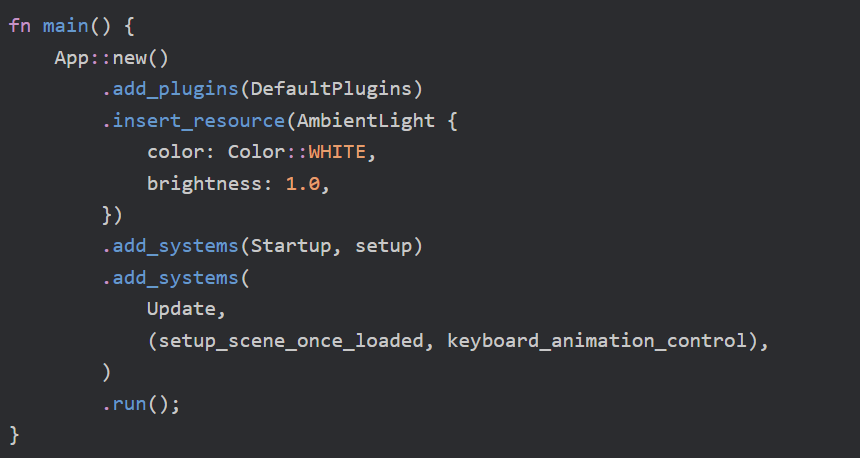 fn main() {
    App::new()
        .add_plugins(DefaultPlugins)
        .insert_resource(AmbientLight {
            color: Color::WHITE,
            brightness: 1.0,
        })
        .add_systems(Startup, setup)
        .add_systems(
            Update,
            (setup_scene_once_loaded, keyboard_animation_control),
        )
        .run();
}